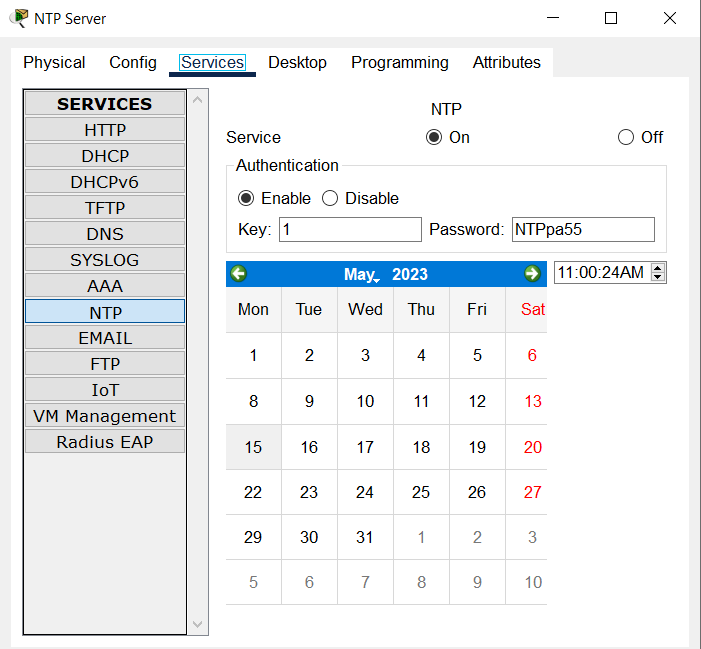 NTP Server
Physical Config Services Desktop Programming Attributes
SERVICES
HTTP
DHCP
DHCPv6
TFTP
DNS
SYSLOG
AAA
NTP
EMAIL
FTP
IoT
VM Management
Radius EAP
NTP
Service On Off
Authentication
Enable Disable
Key: 1 Password: NTPpa55
May 2023 11:00:24AM
Mon Tue Wed Thu Fri Sat
1 2 3 4 5 6
8 9 10 11 12 13
15 16 17 18 19 20
22 23 24 25 26 27
29 30 31 1 2 3
5 6 7 8 9 10